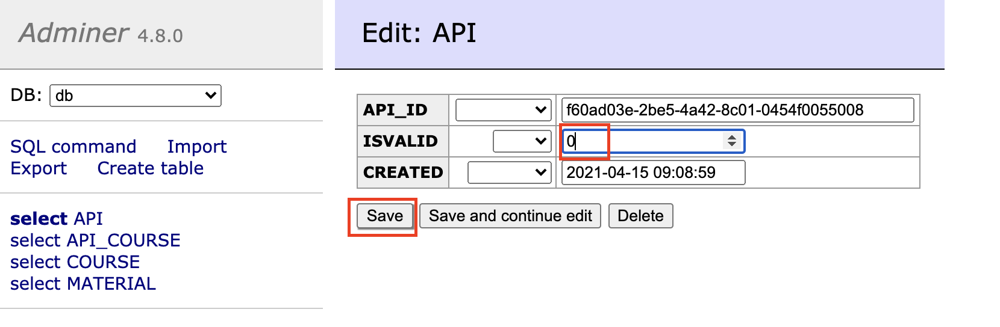 Adminer 4.8.0
DB: db
SQL command Import
Export Create table
select API
select API_COURSE
select COURSE
select MATERIAL
Edit: API
API_ID f60ad03e-2be5-4a42-8c01-0454f0055008
ISVALID 0
CREATED 2021-04-15 09:08:59
Save Save and continue edit Delete